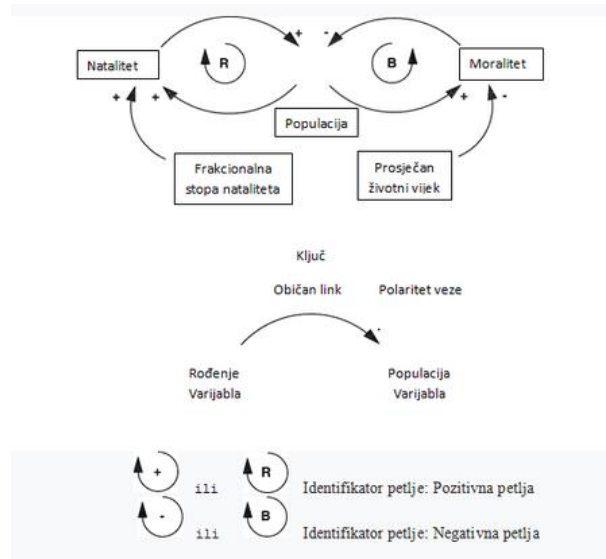 + -
Natalitet R B Moralitet
+ + + -
Populacija
Frakcionalna
stopa nataliteta
Prosječan
životni vijek
Ključ
Običan link Polaritet veze
Rođenje
Varijabla
Populacija
Varijabla
+ ili R Identifikator petlje: Pozitivna petlja
- ili B Identifikator petlje: Negativna petlja